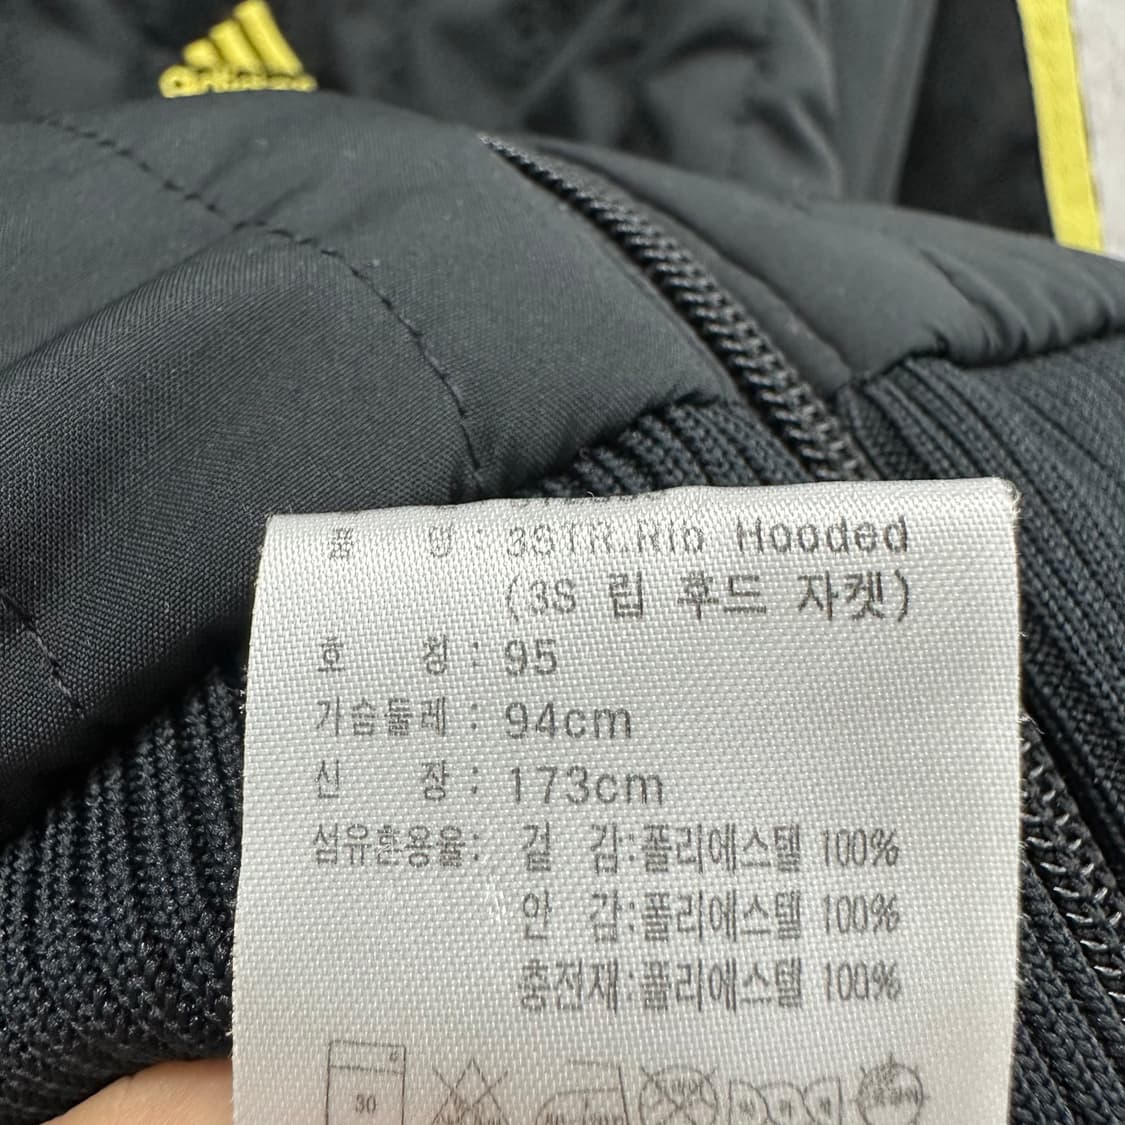 adidas
품 명: 3STR.Rib Hooded
(3S 립 후드 자켓)
호 칭: 95
가슴둘레: 94cm
신 장: 173cm
섬유혼용율: 겉 감:폴리에스텔 100%
안 감:폴리에스텔 100%
충전재:폴리에스텔 100%
30